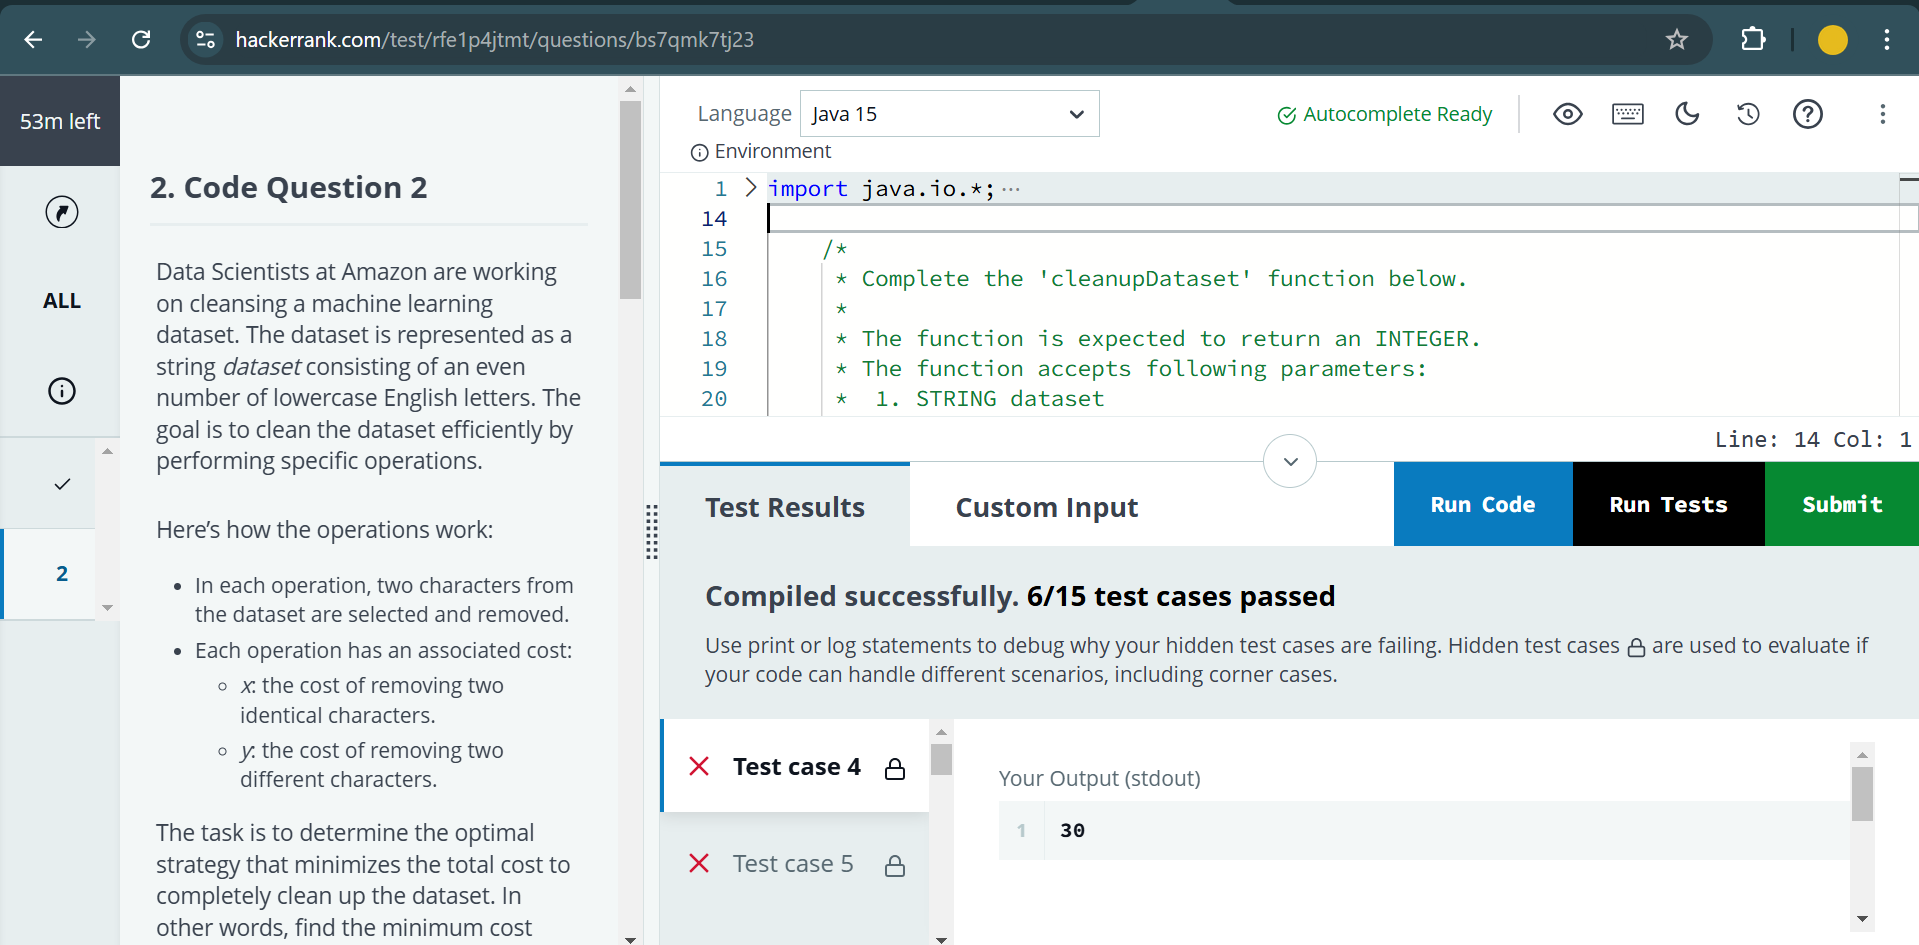 hackerrank.com/test/rfe1p4jtmt/questions/bs7qmk7tj23
53m left
ALL
2
2. Code Question 2
Data Scientists at Amazon are working
on cleansing a machine learning
dataset. The dataset is represented as a
string dataset consisting of an even
number of lowercase English letters. The
goal is to clean the dataset efficiently by
performing specific operations.
Here’s how the operations work:
• In each operation, two characters from
the dataset are selected and removed.
• Each operation has an associated cost:
◦ x: the cost of removing two
identical characters.
◦ y: the cost of removing two
different characters.
The task is to determine the optimal
strategy that minimizes the total cost to
completely clean up the dataset. In
other words, find the minimum cost
Language Java 15
Autocomplete Ready
Environment
1 import java.io.*; ···
14
15 /*
16 * Complete the 'cleanupDataset' function below.
17 *
18 * The function is expected to return an INTEGER.
19 * The function accepts following parameters:
20 * 1. STRING dataset
Line: 14 Col: 1
Test Results
Custom Input
Run Code
Run Tests
Submit
Compiled successfully. 6/15 test cases passed
Use print or log statements to debug why your hidden test cases are failing. Hidden test cases are used to evaluate if
your code can handle different scenarios, including corner cases.
Test case 4
Test case 5
Your Output (stdout)
1 30